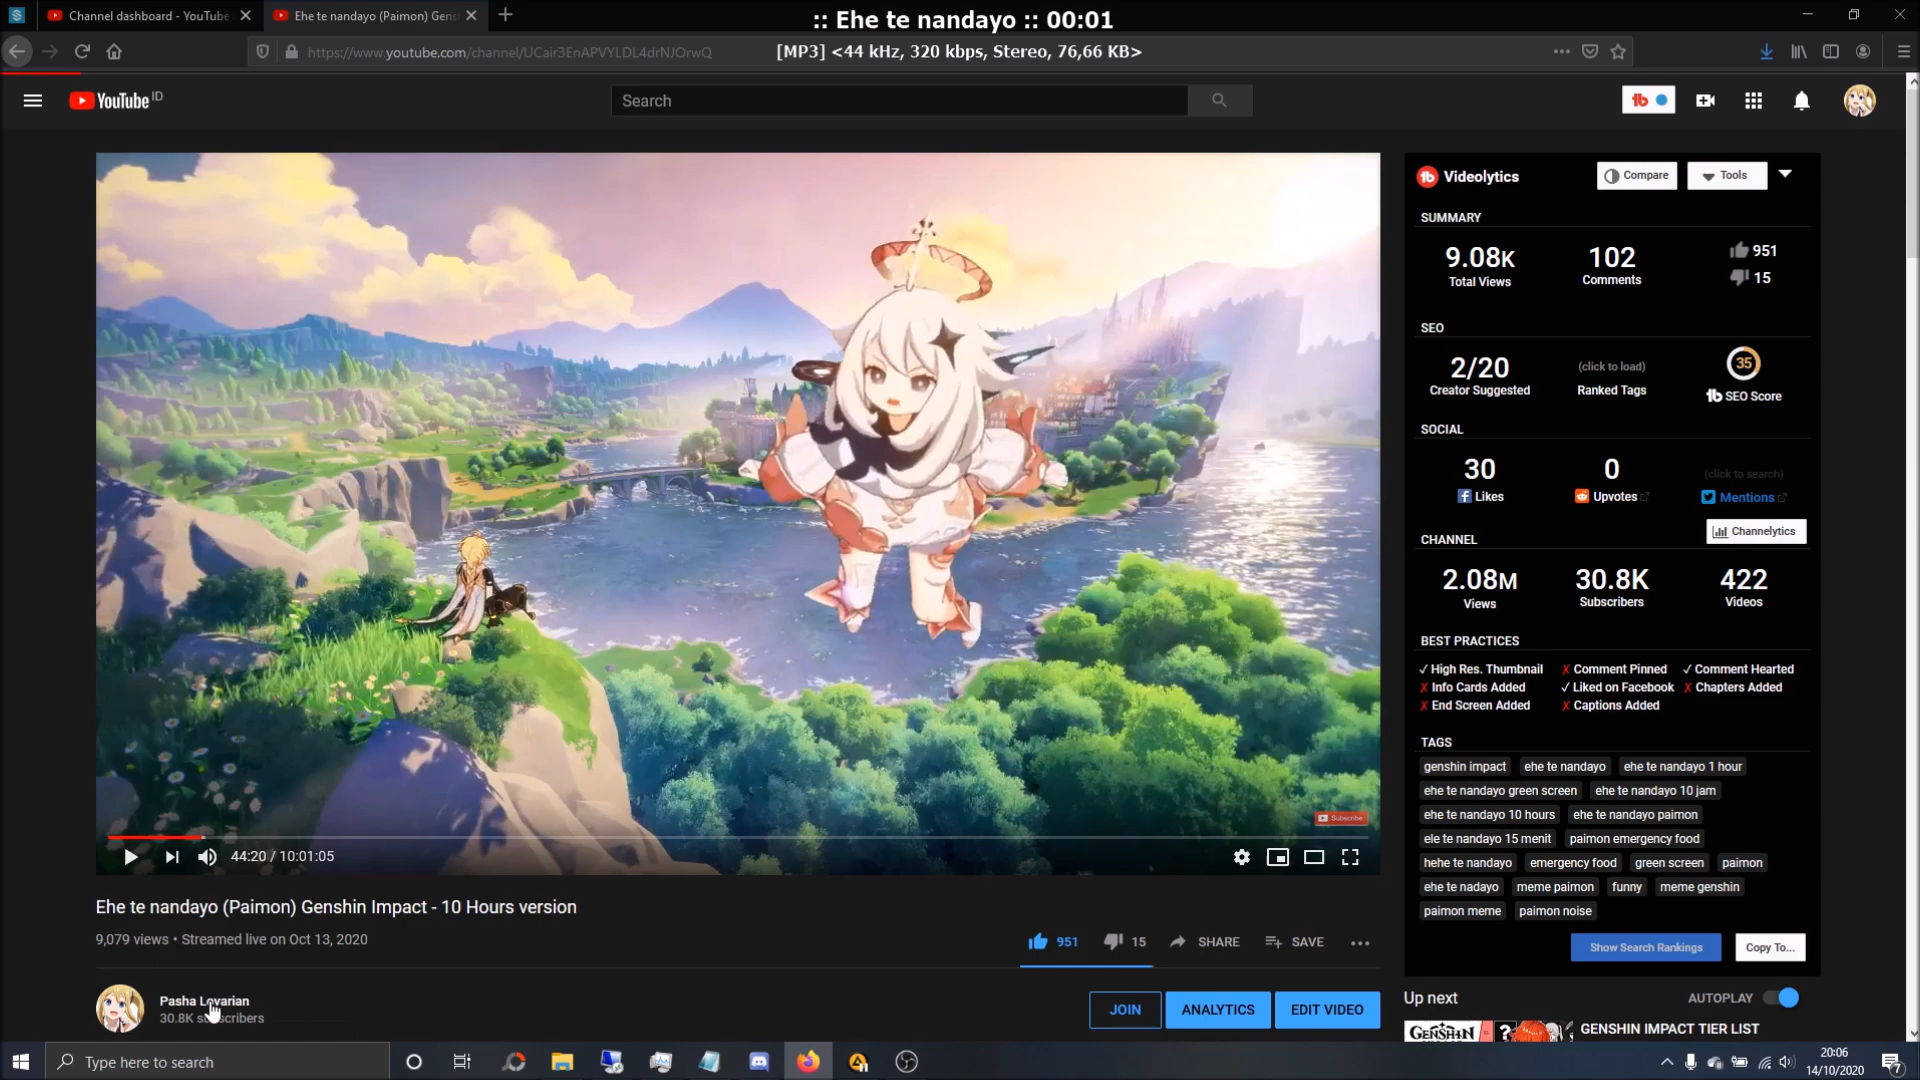 Channel dashboard - YouTube
Ehe te nandayo (Paimon) Gens
:: Ehe te nandayo :: 00:01
https://www.youtube.com/channel/UCair3EnAPVYLDL4drNJOrwQ
[MP3] <44 kHz, 320 kbps, Stereo, 76,66 KB>
YouTube ID
Search
Videolytics
Compare
Tools
SUMMARY
9.08K
Total Views
102
Comments
951
15
SEO
2/20
Creator Suggested
(click to load)
Ranked Tags
35
SEO Score
SOCIAL
30
Likes
0
Upvotes
(click to search)
Mentions
CHANNEL
Channelytics
2.08M
Views
30.8K
Subscribers
422
Videos
BEST PRACTICES
✓ High Res. Thumbnail ✗ Comment Pinned ✓ Comment Hearted
✗ Info Cards Added ✓ Liked on Facebook ✗ Chapters Added
✗ End Screen Added ✗ Captions Added
TAGS
genshin impact ehe te nandayo ehe te nandayo 1 hour
ehe te nandayo green screen ehe te nandayo 10 jam
ehe te nandayo 10 hours ehe te nandayo paimon
ele te nandayo 15 menit paimon emergency food
hehe te nandayo emergency food green screen paimon
ehe te nadayo meme paimon funny meme genshin
paimon meme paimon noise
Show Search Rankings
Copy To...
Subscribe
44:20 / 10:01:05
Ehe te nandayo (Paimon) Genshin Impact - 10 Hours version
9,079 views • Streamed live on Oct 13, 2020
951
15
SHARE
SAVE
Pasha Lovarian
30.8K subscribers
JOIN
ANALYTICS
EDIT VIDEO
Up next
AUTOPLAY
GENSHIN
?
GENSHIN IMPACT TIER LIST
Type here to search
20:06
14/10/2020
7